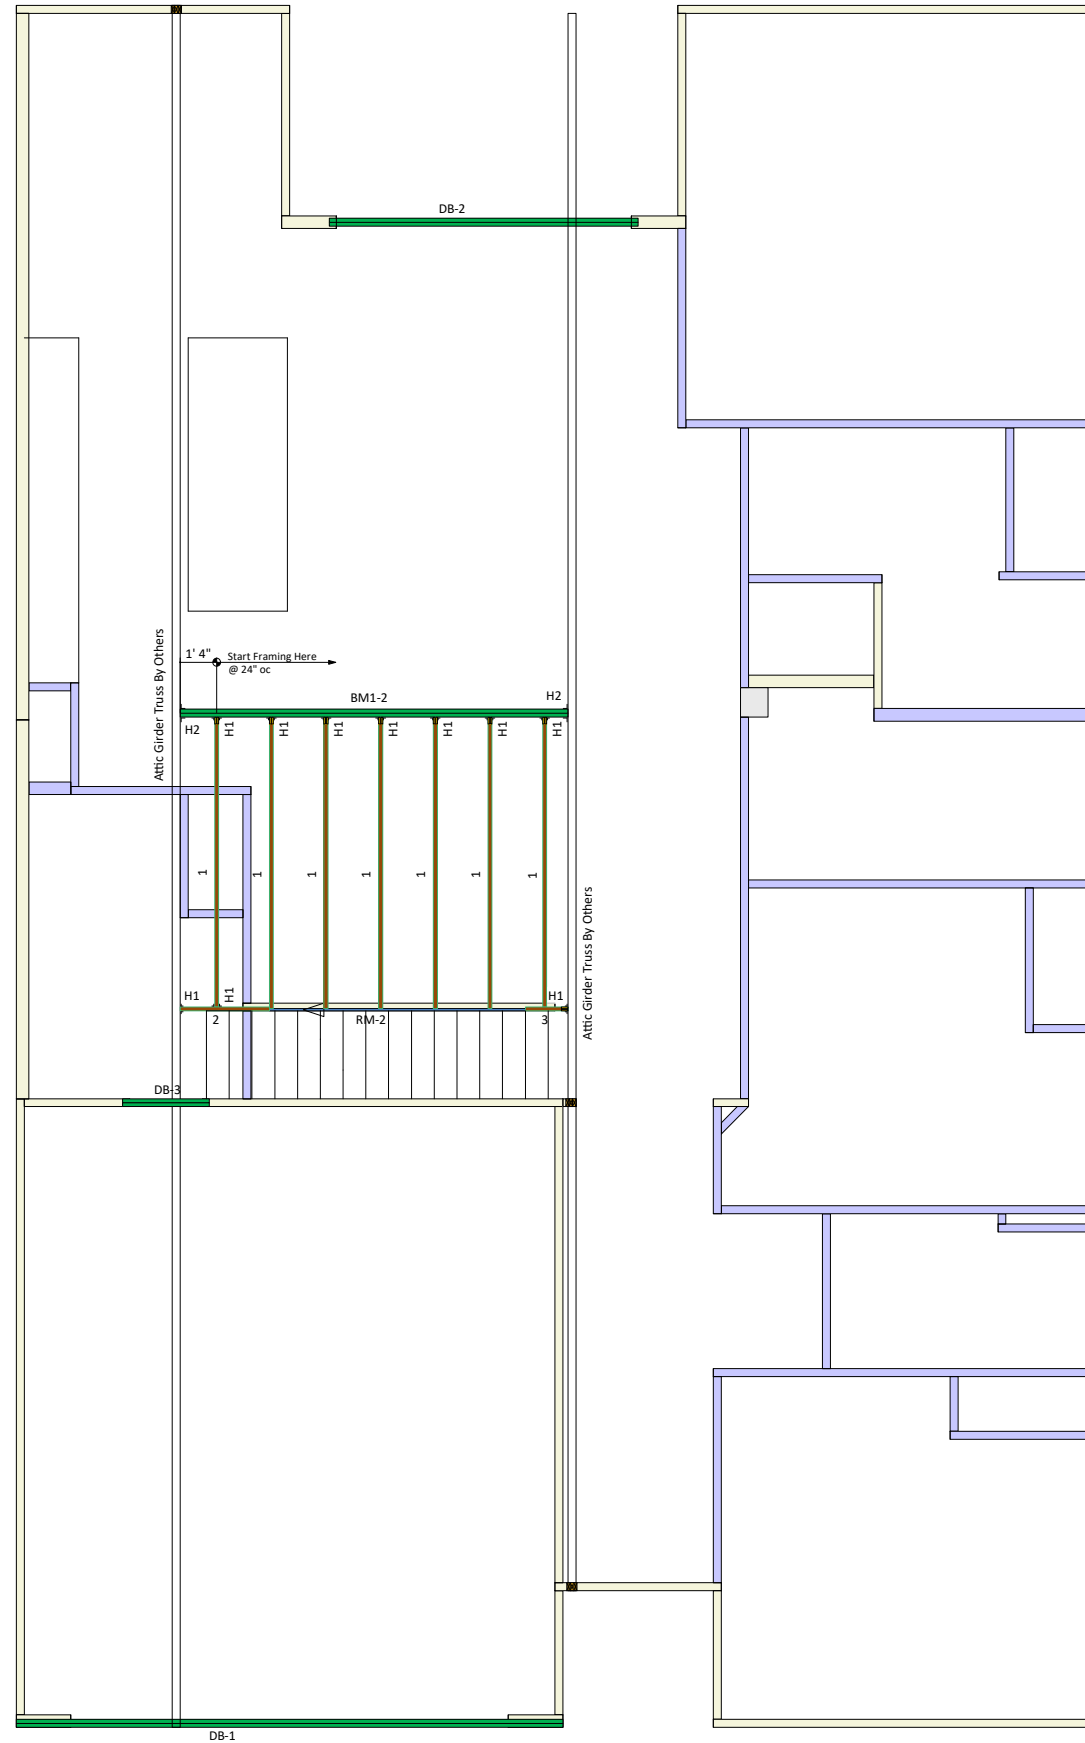 DB-2
Attic Girder Truss By Others
1' 4"
Start Framing Here
@ 24" oc
BM1-2
H2
H2
H1
H1
H1
H1
H1
H1
H1
1
1
1
1
1
1
1
Attic Girder Truss By Others
H1
H1
H1
2
RM-2
3
DB-3
DB-1